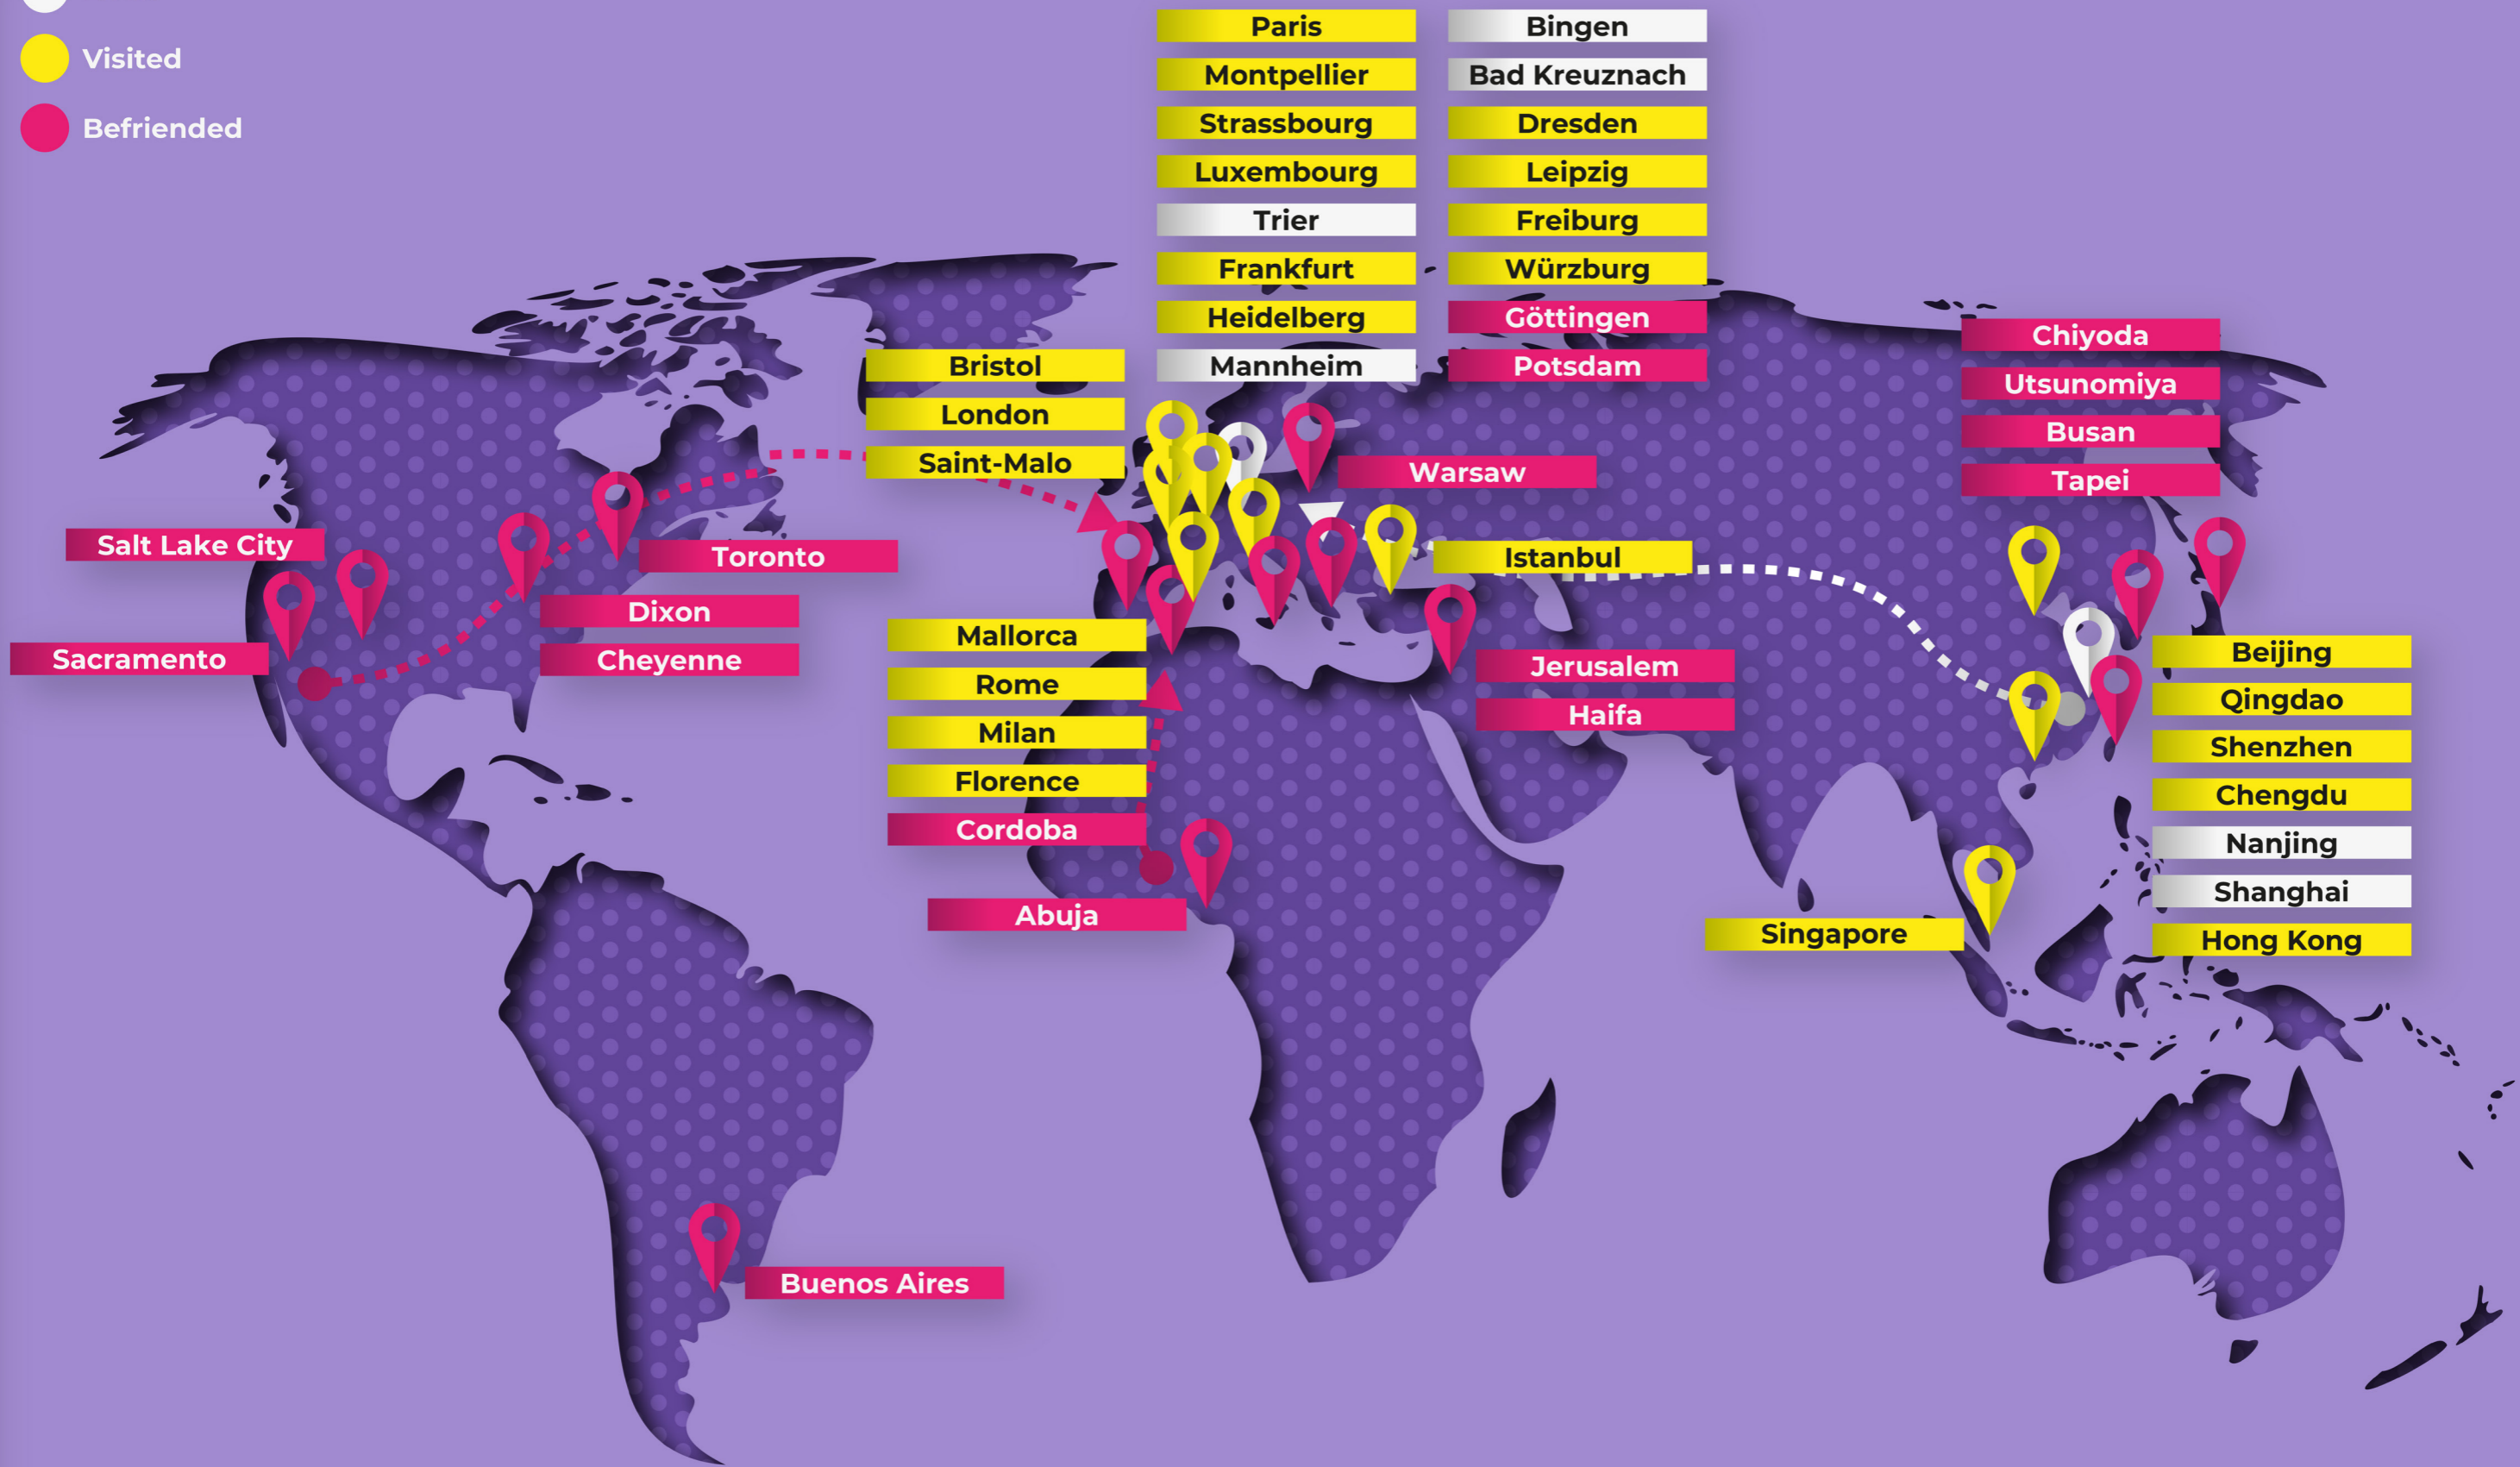 Visited
Befriended
Paris
Montpellier
Strassbourg
Luxembourg
Trier
Frankfurt
Heidelberg
Mannheim
Bingen
Bad Kreuznach
Dresden
Leipzig
Freiburg
Würzburg
Göttingen
Potsdam
Bristol
London
Saint-Malo
Chiyoda
Utsunomiya
Busan
Tapei
Warsaw
Salt Lake City
Toronto
Istanbul
Dixon
Cheyenne
Sacramento
Mallorca
Rome
Milan
Florence
Cordoba
Abuja
Jerusalem
Haifa
Beijing
Qingdao
Shenzhen
Chengdu
Nanjing
Shanghai
Hong Kong
Singapore
Buenos Aires